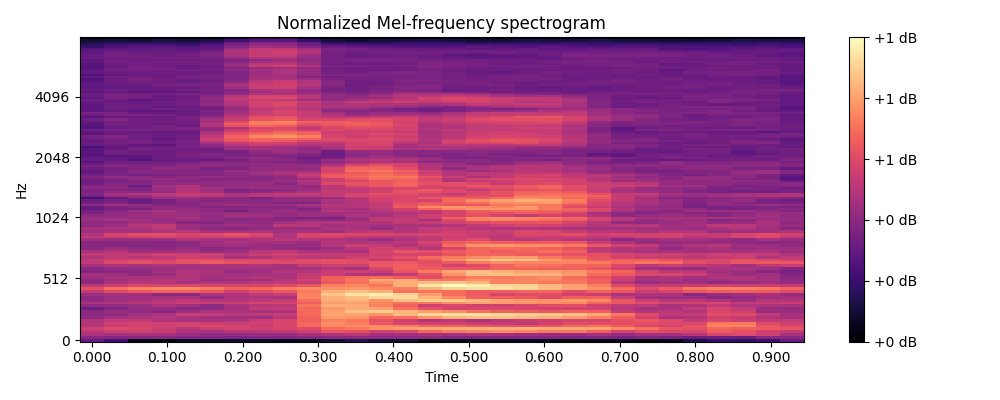 Normalized Mel-frequency spectrogram
Hz
4096
2048
1024
512
0
0.000 0.100 0.200 0.300 0.400 0.500 0.600 0.700 0.800 0.900
Time
+1 dB
+1 dB
+1 dB
+0 dB
+0 dB
+0 dB